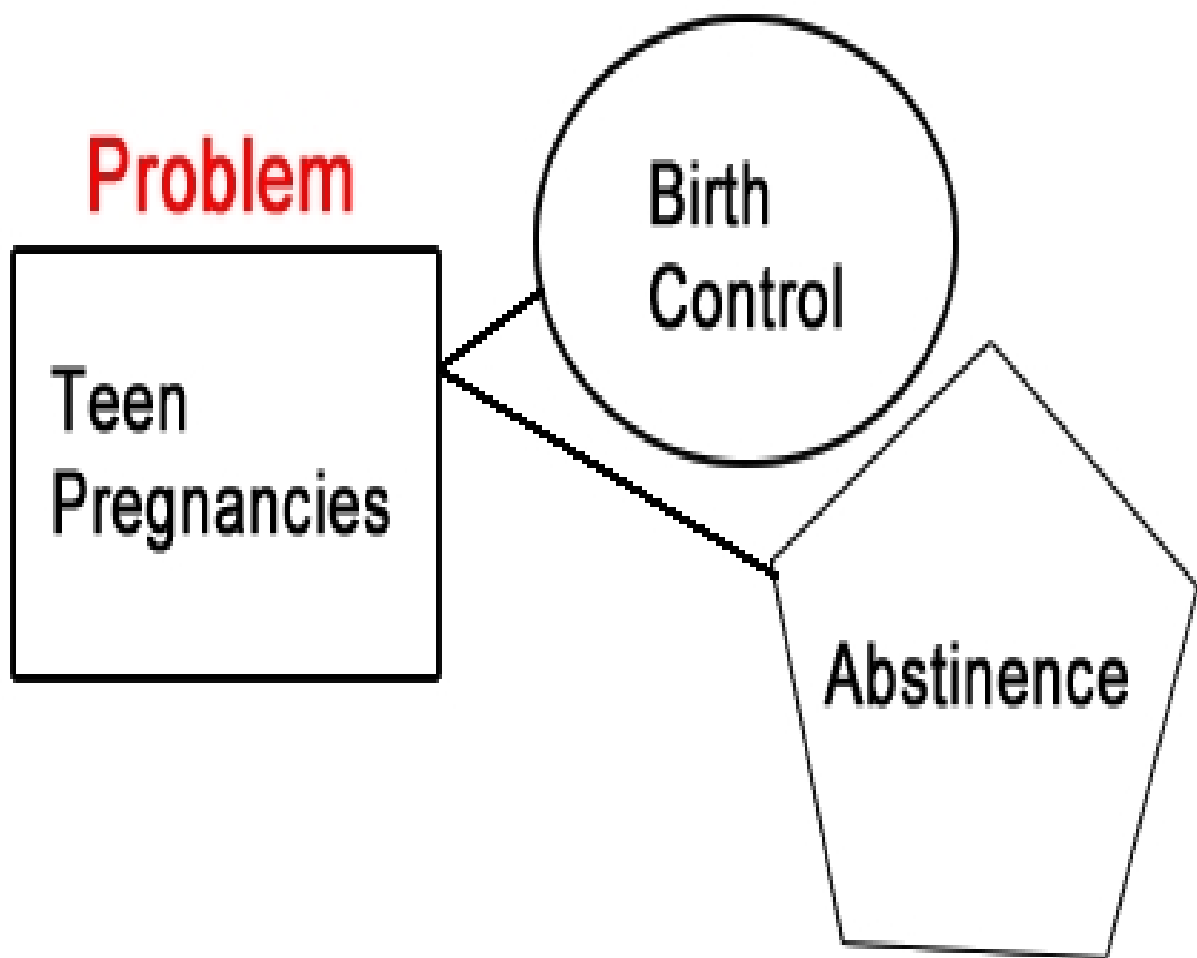 Problem
Teen
Pregnancies
Birth
Control
Abstinence